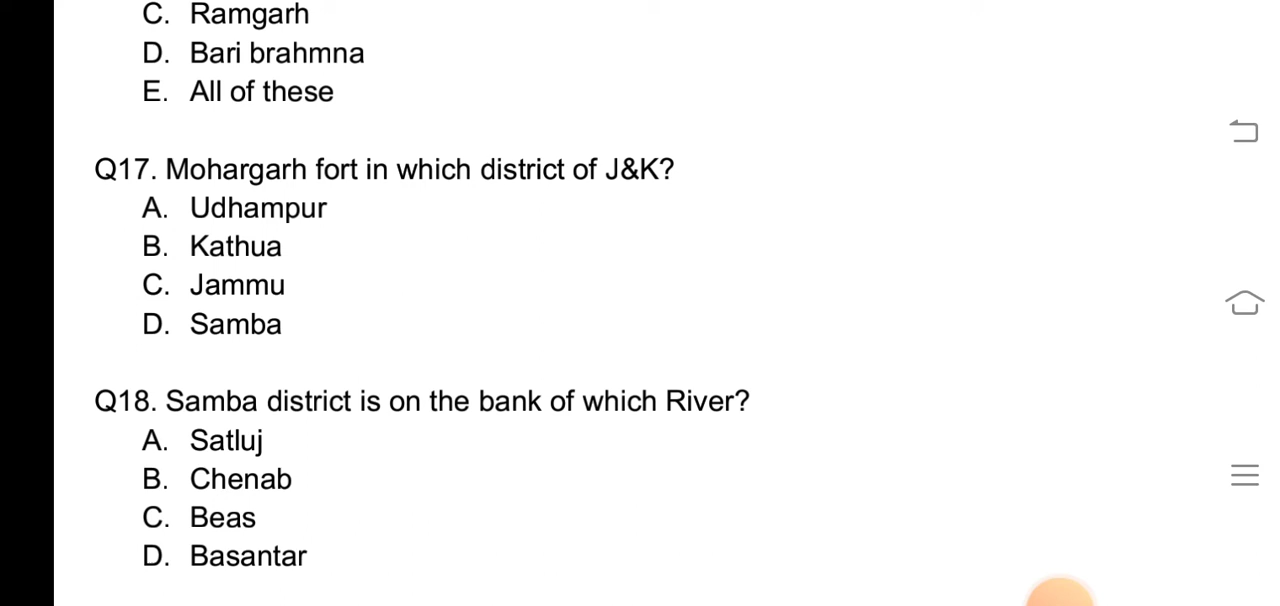 C. Ramgarh
D. Bari brahmna
E. All of these
Q17. Mohargarh fort in which district of J&K?
A. Udhampur
B. Kathua
C. Jammu
D. Samba
Q18. Samba district is on the bank of which River?
A. Satluj
B. Chenab
C. Beas
D. Basantar